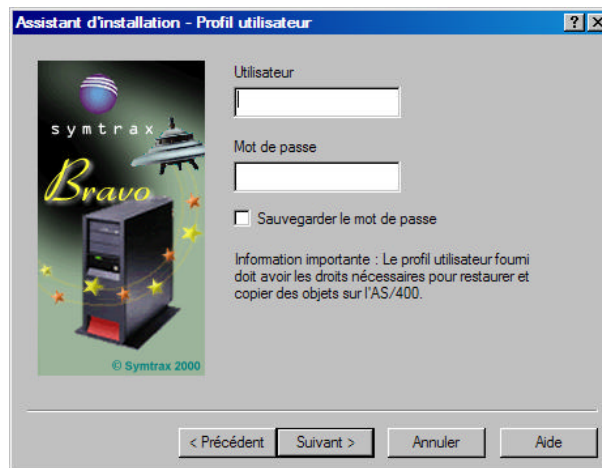 Assistant d'installation - Profil utilisateur
symtrax
Bravo
© Symtrax 2000
Utilisateur
Mot de passe
Sauvegarder le mot de passe
Information importante : Le profil utilisateur fourni
doit avoir les droits nécessaires pour restaurer et
copier des objets sur l'AS/400.
< Précédent
Suivant >
Annuler
Aide